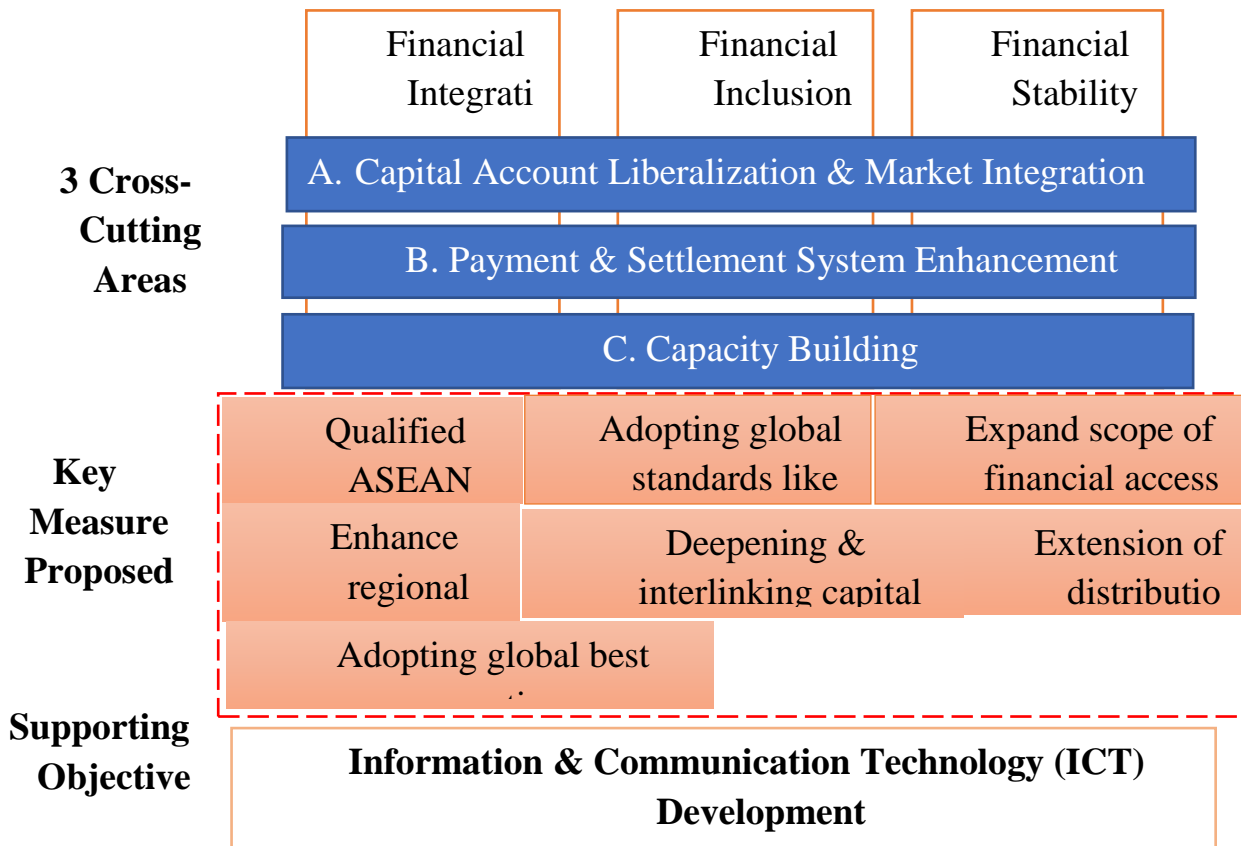 Financial
Integrati
Financial
Inclusion
Financial
Stability
3 Cross-
Cutting
Areas
A. Capital Account Liberalization & Market Integration
B. Payment & Settlement System Enhancement
C. Capacity Building
Key
Measure
Proposed
Qualified
ASEAN
Adopting global
standards like
Expand scope of
financial access
Enhance
regional
Deepening &
interlinking capital
Extension of
distributio
Adopting global best
Supporting
Objective
Information & Communication Technology (ICT)
Development